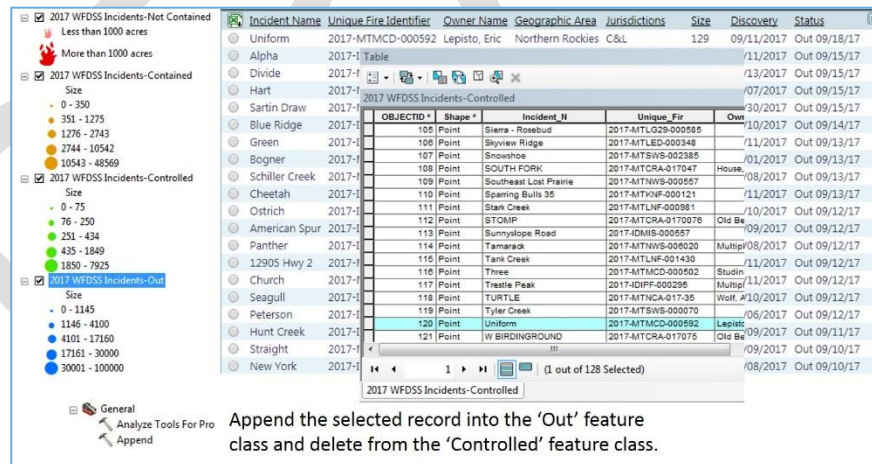 2017 WFDSS Incidents-Not Contained
Less than 1000 acres
More than 1000 acres
2017 WFDSS Incidents-Contained
Size
0 - 350
351 - 1275
1276 - 2743
2744 - 10542
10543 - 48569
2017 WFDSS Incidents-Controlled
Size
0 - 75
76 - 250
251 - 434
435 - 1849
1850 - 7925
2017 WFDSS Incidents-Out
Size
0 - 1145
1146 - 4100
4101 - 17160
17161 - 30000
30001 - 100000
General
Analyze Tools For Pro
Append
Incident Name Unique Fire Identifier Owner Name Geographic Area Jurisdictions Size Discovery Status
Uniform 2017-MTMCD-000592 Lepisto, Eric Northern Rockies C&L 129 09/11/2017 Out 09/18/17
Alpha 2017-I /11/2017 Out 09/15/17
Divide 2017- /13/2017 Out 09/15/17
Hart 2017- /07/2017 Out 09/15/17
Sartin Draw 2017- /30/2017 Out 09/15/17
Blue Ridge 2017-I /10/2017 Out 09/14/17
Green 2017-I /11/2017 Out 09/13/17
Bogner 2017- /01/2017 Out 09/13/17
Schiller Creek 2017-I /08/2017 Out 09/13/17
Cheetah 2017-I /11/2017 Out 09/13/17
Ostrich 2017-I /10/2017 Out 09/12/17
American Spur 2017-I /09/2017 Out 09/12/17
Panther 2017-I /08/2017 Out 09/12/17
12905 Hwy 2 2017- /11/2017 Out 09/12/17
Church 2017-I /11/2017 Out 09/12/17
Seagull 2017-I /10/2017 Out 09/12/17
Peterson 2017-I /06/2017 Out 09/12/17
Hunt Creek 2017-I /09/2017 Out 09/11/17
Straight 2017- /09/2017 Out 09/10/17
New York 2017-I /08/2017 Out 09/10/17
Table
2017 WFDSS Incidents-Controlled
OBJECTID * Shape * Incident_N Unique_Fir Own
105 Point Sierra - Rosebud 2017-MTLG29-000585
106 Point Skyview Ridge 2017-MTLED-000348
107 Point Snowshoe 2017-MTSWS-002385
108 Point SOUTH FORK 2017-MTCRA-017047 House,
109 Point Southeast Lost Prairie 2017-MTNWS-000557
110 Point Sparring Bulls 35 2017-MTKNF-000121
111 Point Stark Creek 2017-MTLNF-000981
112 Point STOMP 2017-MTCRA-0170076 Old Be
113 Point Sunnyslope Road 2017-IDMIS-000557
114 Point Tamarack 2017-MTNWS-006020 Multipl
115 Point Tank Creek 2017-MTLNF-001430
116 Point Three 2017-MTMCD-000502 Studin
117 Point Trestle Peak 2017-IDIPF-000295 Multipl
118 Point TURTLE 2017-MTNCA-017-35 Wolf, A
119 Point Tyler Creek 2017-MTSWS-000070
120 Point Uniform 2017-MTMCD-000592 Lepisto
121 Point W BIRDINGROUND 2017-MTCRA-017075 Old Be
1 (1 out of 128 Selected)
2017 WFDSS Incidents-Controlled
Append the selected record into the 'Out' feature
class and delete from the 'Controlled' feature class.